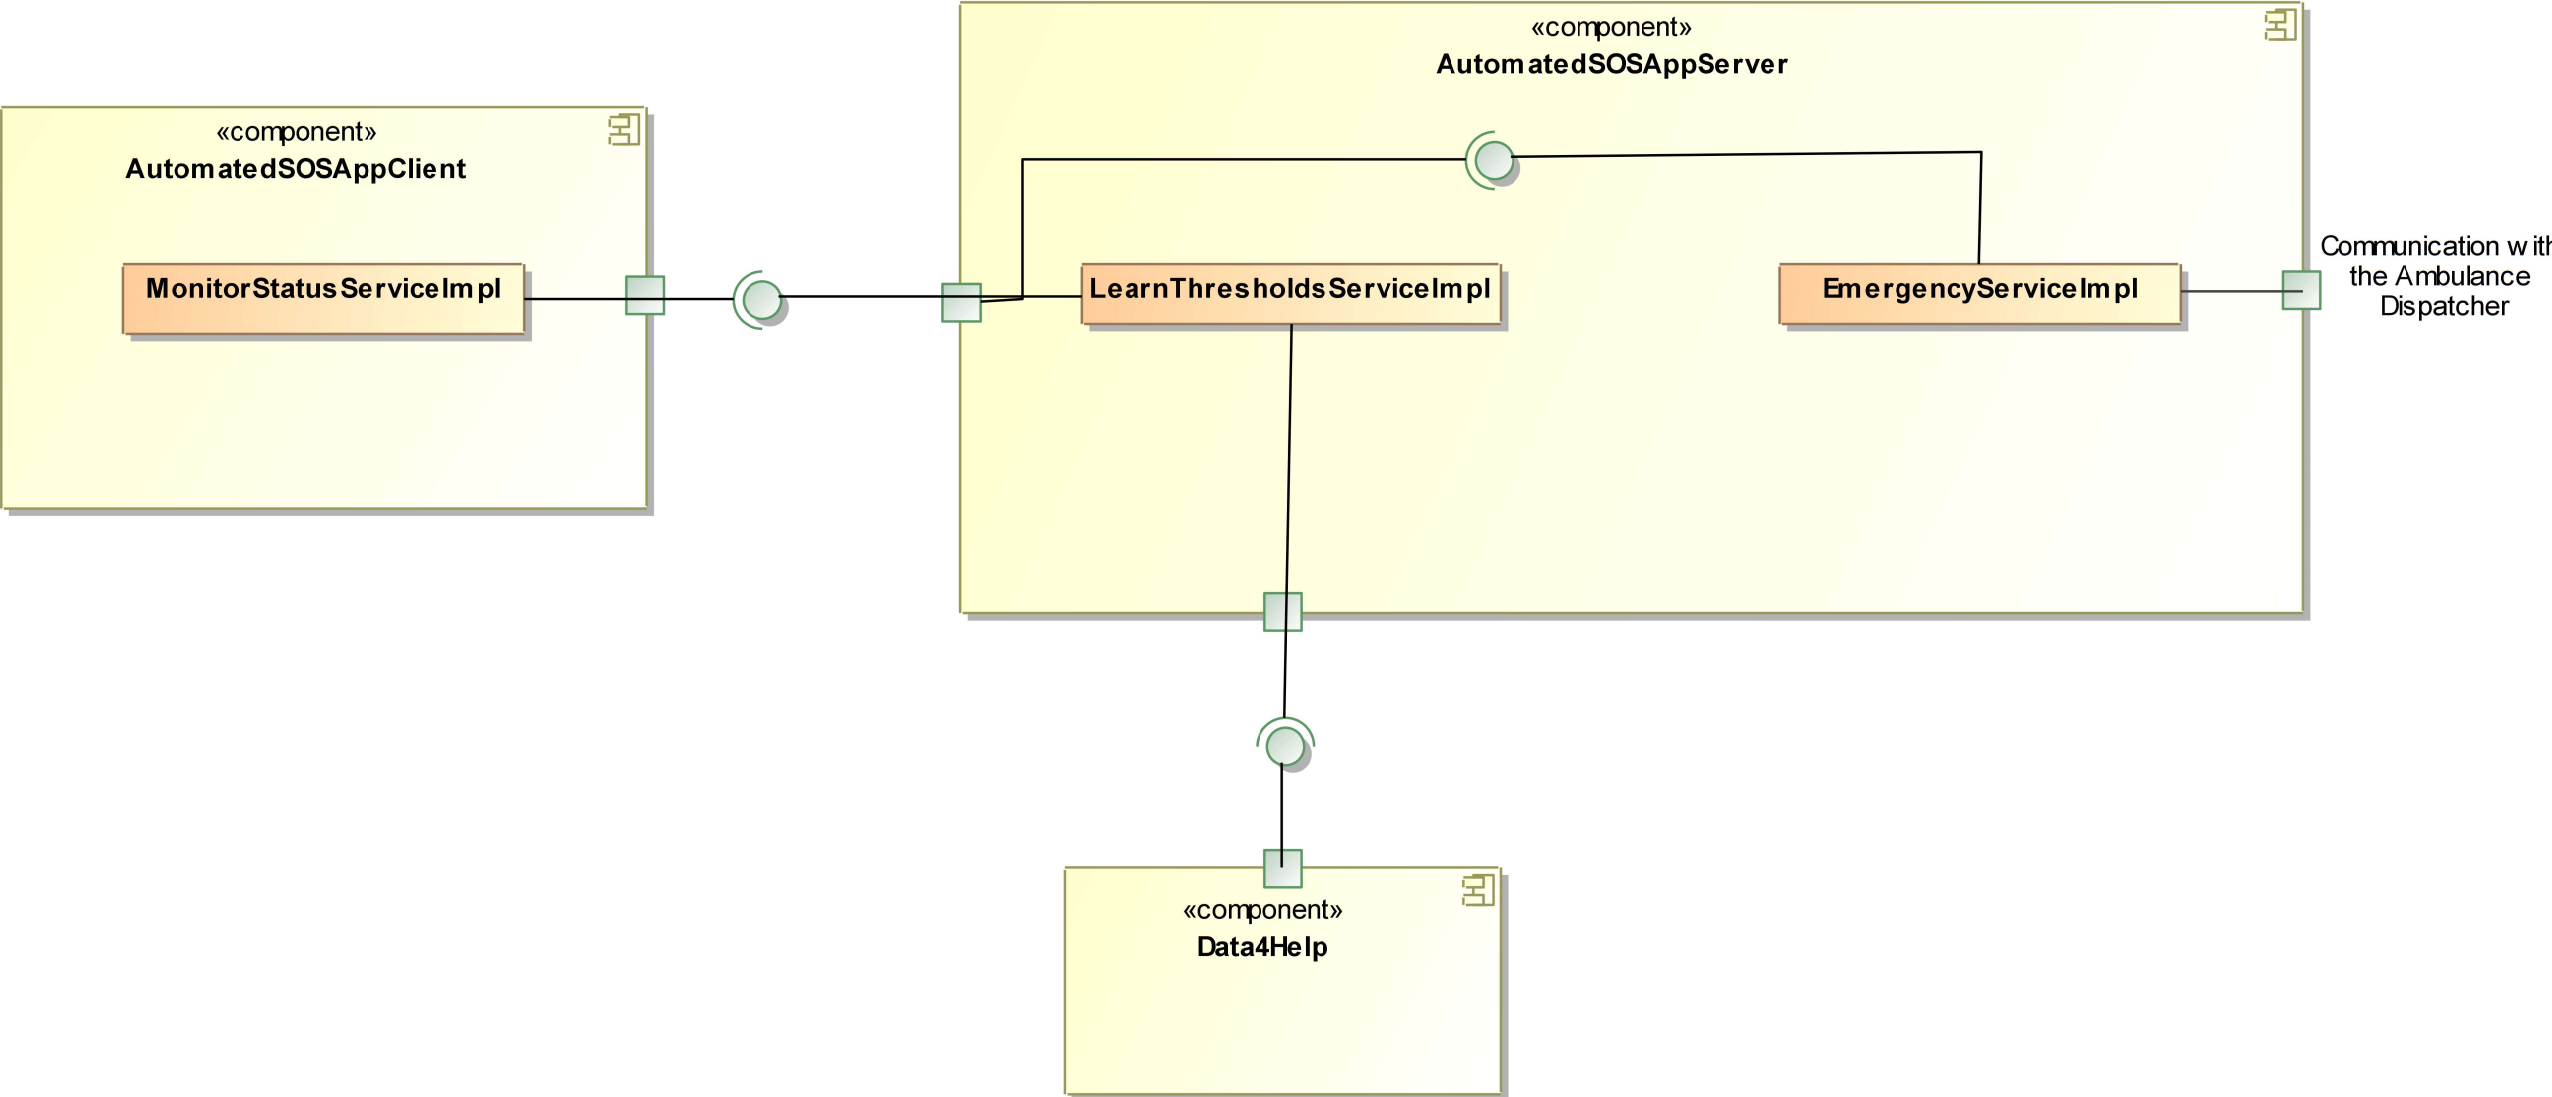 «component»
AutomatedSOSAppServer
«component»
AutomatedSOSAppClient
MonitorStatusServiceImpl
LearnThresholdsServiceImpl
EmergencyServiceImpl
Communication with
the Ambulance
Dispatcher
«component»
Data4Help